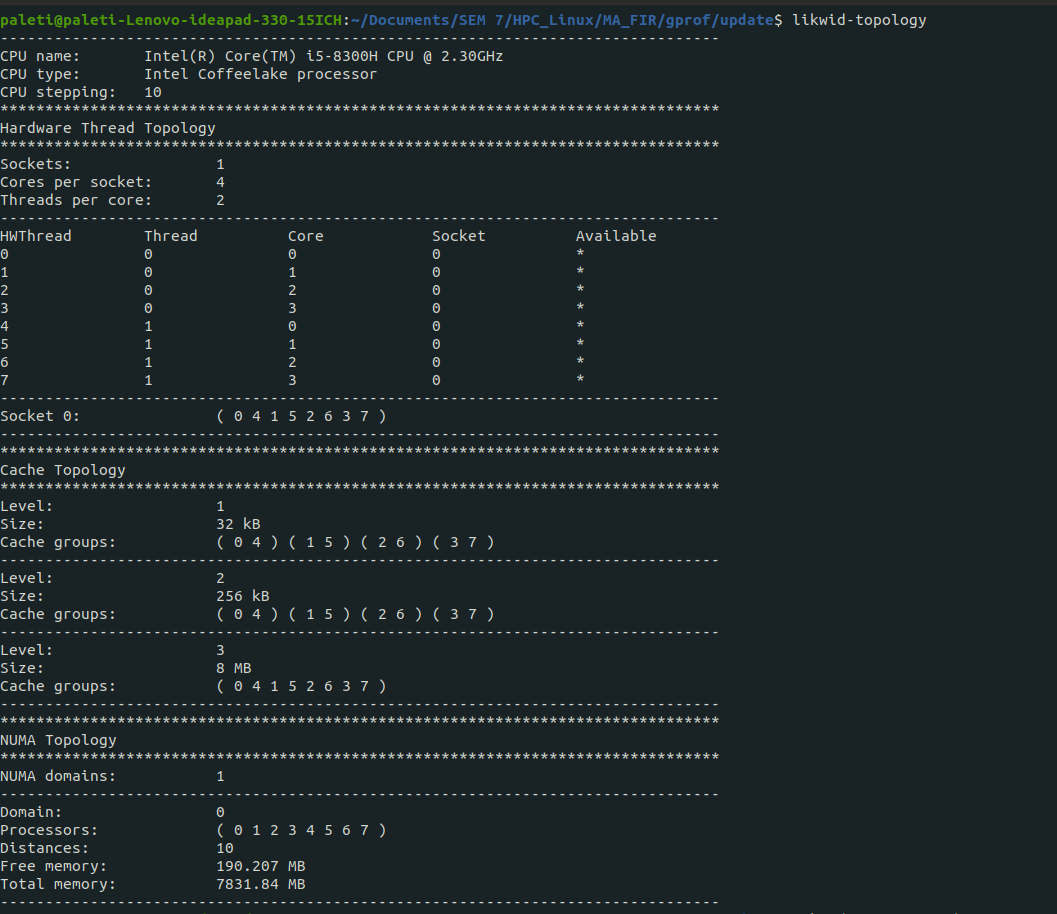 paleti@paleti-Lenovo-ideapad-330-15ICH:~/Documents/SEM 7/HPC_Linux/MA_FIR/gprof/update$ likwid-topology
--------------------------------------------------------------------------------
CPU name:	Intel(R) Core(TM) i5-8300H CPU @ 2.30GHz
CPU type:	Intel Coffeelake processor
CPU stepping:	10
********************************************************************************
Hardware Thread Topology
********************************************************************************
Sockets:		1
Cores per socket:	4
Threads per core:	2
--------------------------------------------------------------------------------
HWThread	Thread		Core		Socket		Available
0		0		0		0		*
1		0		1		0		*
2		0		2		0		*
3		0		3		0		*
4		1		0		0		*
5		1		1		0		*
6		1		2		0		*
7		1		3		0		*
--------------------------------------------------------------------------------
Socket 0:		( 0 4 1 5 2 6 3 7 )
--------------------------------------------------------------------------------
********************************************************************************
Cache Topology
********************************************************************************
Level:			1
Size:			32 kB
Cache groups:		( 0 4 ) ( 1 5 ) ( 2 6 ) ( 3 7 )
--------------------------------------------------------------------------------
Level:			2
Size:			256 kB
Cache groups:		( 0 4 ) ( 1 5 ) ( 2 6 ) ( 3 7 )
--------------------------------------------------------------------------------
Level:			3
Size:			8 MB
Cache groups:		( 0 4 1 5 2 6 3 7 )
--------------------------------------------------------------------------------
********************************************************************************
NUMA Topology
********************************************************************************
NUMA domains:		1
--------------------------------------------------------------------------------
Domain:			0
Processors:		( 0 1 2 3 4 5 6 7 )
Distances:		10
Free memory:		190.207 MB
Total memory:		7831.84 MB
--------------------------------------------------------------------------------